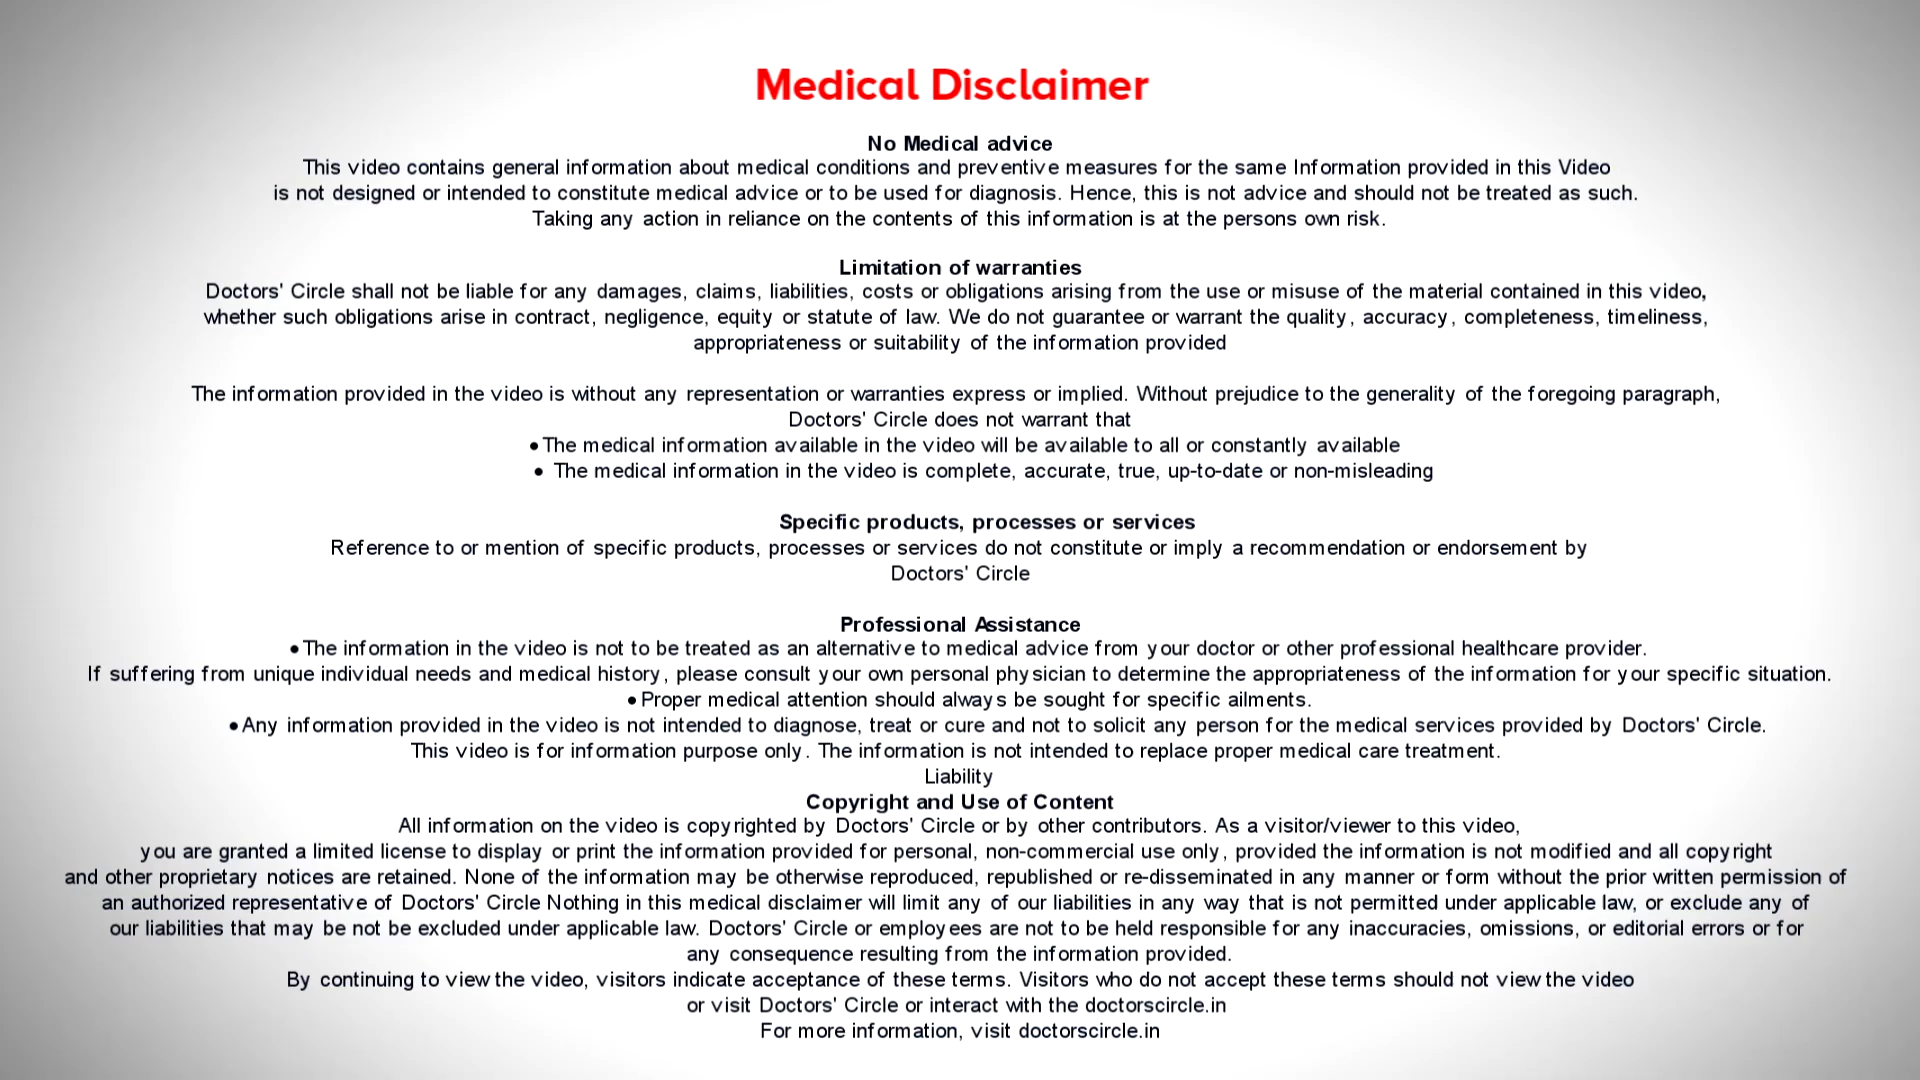 Medical Disclaimer
No Medical advice
This video contains general information about medical conditions and preventive measures for the same Information provided in this Video
is not designed or intended to constitute medical advice or to be used for diagnosis. Hence, this is not advice and should not be treated as such.
Taking any action in reliance on the contents of this information is at the persons own risk.
Limitation of warranties
Doctors' Circle shall not be liable for any damages, claims, liabilities, costs or obligations arising from the use or misuse of the material contained in this video,
whether such obligations arise in contract, negligence, equity or statute of law. We do not guarantee or warrant the quality, accuracy, completeness, timeliness,
appropriateness or suitability of the information provided
The information provided in the video is without any representation or warranties express or implied. Without prejudice to the generality of the foregoing paragraph,
Doctors' Circle does not warrant that
•The medical information available in the video will be available to all or constantly available
• The medical information in the video is complete, accurate, true, up-to-date or non-misleading
Specific products, processes or services
Reference to or mention of specific products, processes or services do not constitute or imply a recommendation or endorsement by
Doctors' Circle
Professional Assistance
•The information in the video is not to be treated as an alternative to medical advice from your doctor or other professional healthcare provider.
If suffering from unique individual needs and medical history, please consult your own personal physician to determine the appropriateness of the information for your specific situation.
•Proper medical attention should always be sought for specific ailments.
•Any information provided in the video is not intended to diagnose, treat or cure and not to solicit any person for the medical services provided by Doctors' Circle.
This video is for information purpose only. The information is not intended to replace proper medical care treatment.
Liability
Copyright and Use of Content
All information on the video is copyrighted by Doctors' Circle or by other contributors. As a visitor/viewer to this video,
you are granted a limited license to display or print the information provided for personal, non-commercial use only, provided the information is not modified and all copyright
and other proprietary notices are retained. None of the information may be otherwise reproduced, republished or re-disseminated in any manner or form without the prior written permission of
an authorized representative of Doctors' Circle Nothing in this medical disclaimer will limit any of our liabilities in any way that is not permitted under applicable law, or exclude any of
our liabilities that may be not be excluded under applicable law. Doctors' Circle or employees are not to be held responsible for any inaccuracies, omissions, or editorial errors or for
any consequence resulting from the information provided.
By continuing to view the video, visitors indicate acceptance of these terms. Visitors who do not accept these terms should not view the video
or visit Doctors' Circle or interact with the doctorscircle.in
For more information, visit doctorscircle.in